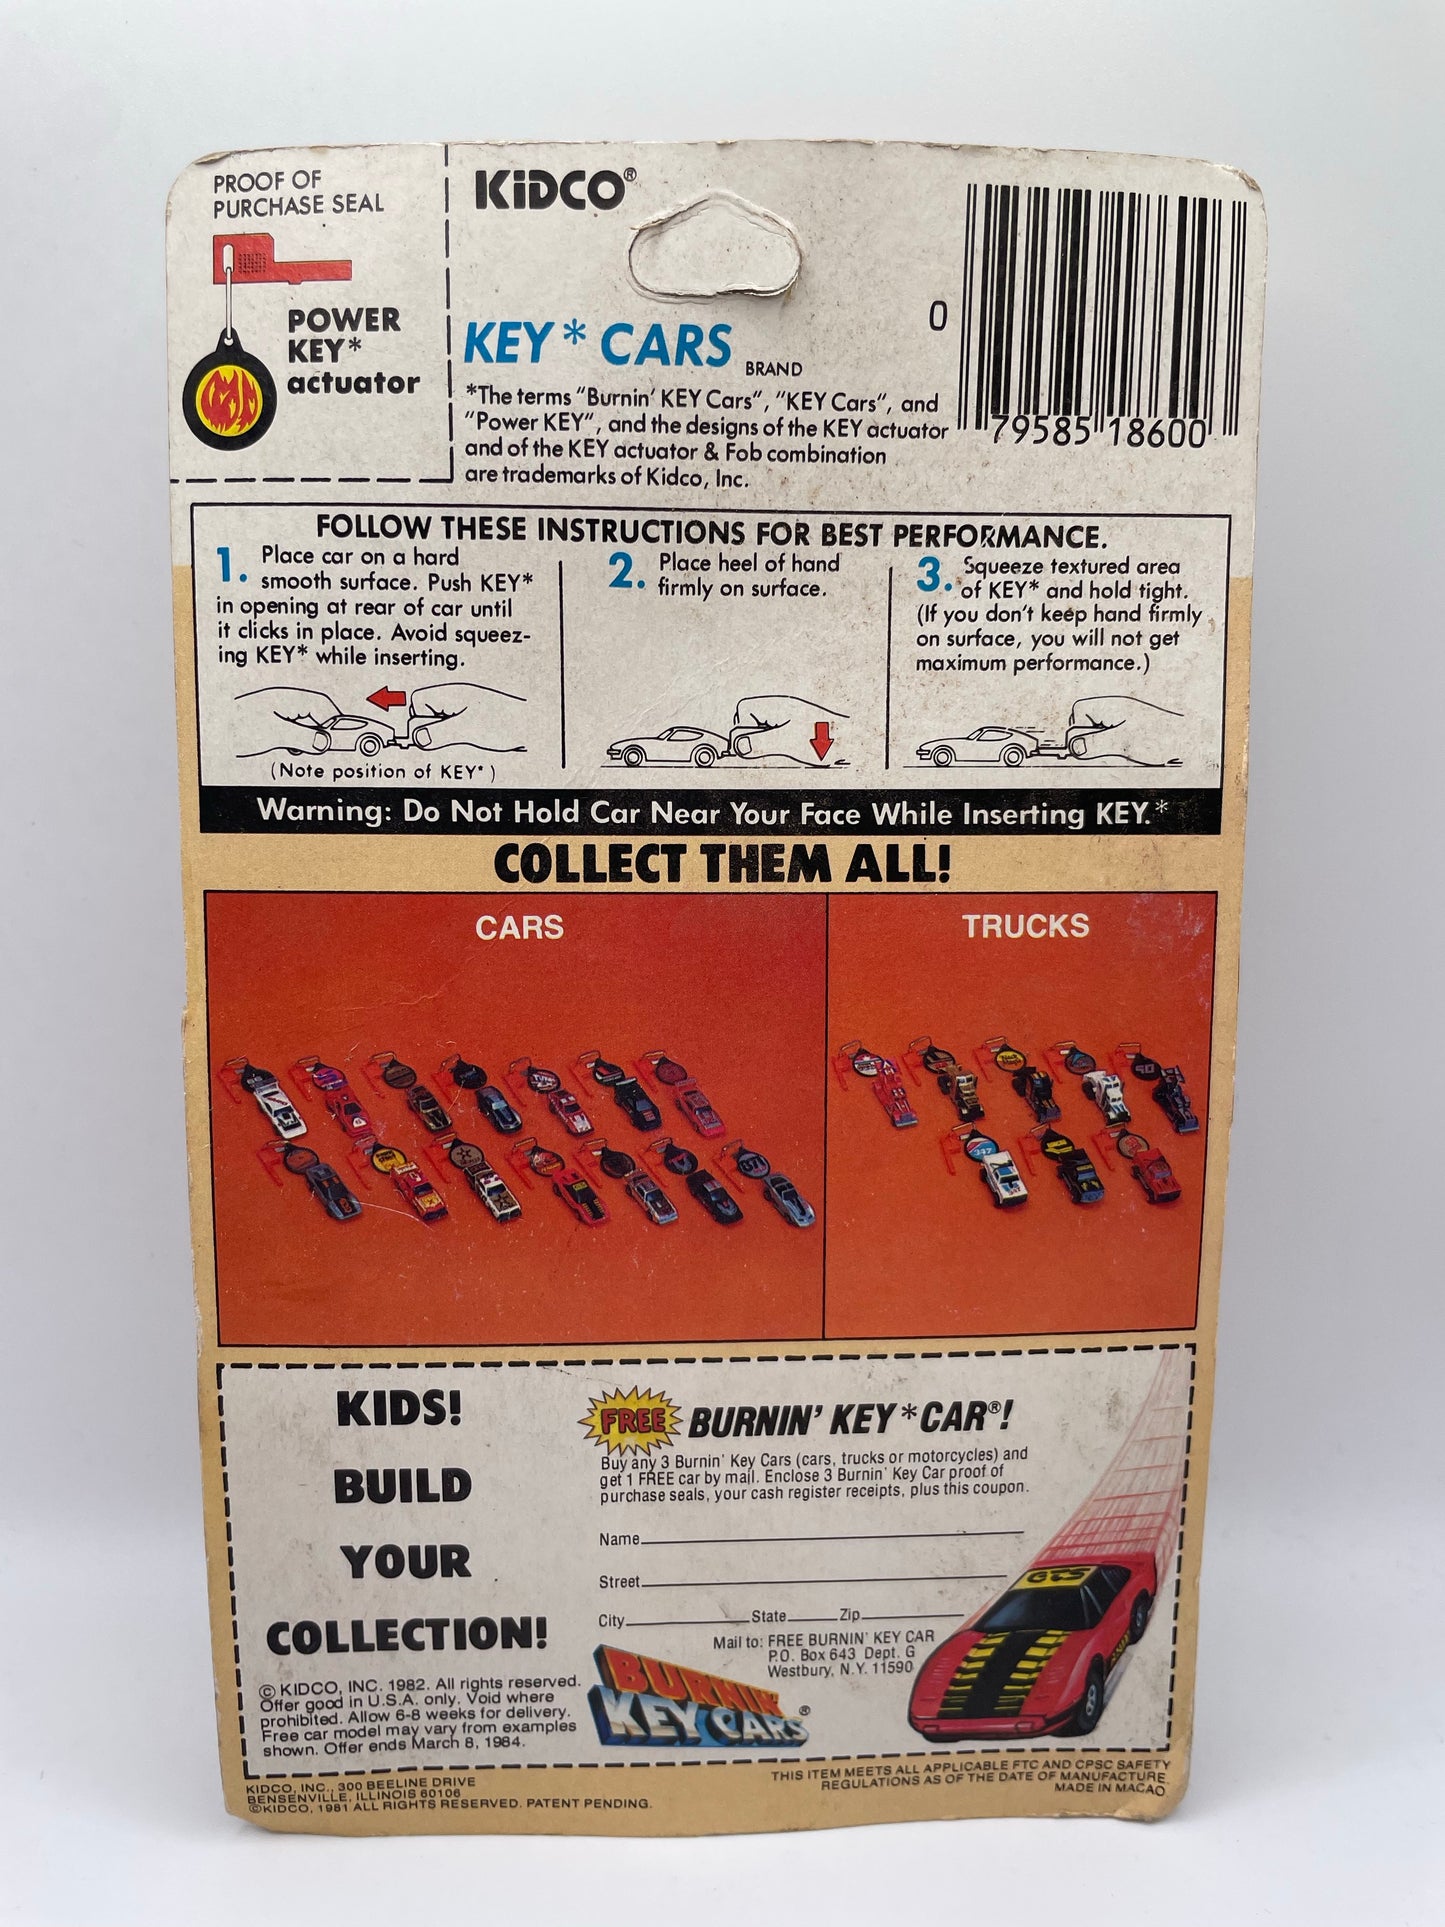 PROOF OF
PURCHASE SEAL
POWER
KEY*
actuator
KiDCO®
KEY * CARS BRAND
*The terms "Burnin' KEY Cars", "KEY Cars", and
"Power KEY", and the designs of the KEY actuator
and of the KEY actuator & Fob combination
are trademarks of Kidco, Inc.
0 79585 18600
FOLLOW THESE INSTRUCTIONS FOR BEST PERFORMANCE.
1. Place car on a hard
smooth surface. Push KEY*
in opening at rear of car until
it clicks in place. Avoid squeez-
ing KEY* while inserting.
(Note position of KEY*)
2. Place heel of hand
firmly on surface.
3. Squeeze textured area
of KEY* and hold tight.
(If you don't keep hand firmly
on surface, you will not get
maximum performance.)
Warning: Do Not Hold Car Near Your Face While Inserting KEY.*
COLLECT THEM ALL!
CARS
TRUCKS
KIDS!
BUILD
YOUR
COLLECTION!
© KIDCO, INC. 1982. All rights reserved.
Offer good in U.S.A. only. Void where
prohibited. Allow 6-8 weeks for delivery.
Free car model may vary from examples
shown. Offer ends March 8, 1984.
FREE BURNIN' KEY * CAR®!
Buy any 3 Burnin' Key Cars (cars, trucks or motorcycles) and
get 1 FREE car by mail. Enclose 3 Burnin' Key Car proof of
purchase seals, your cash register receipts, plus this coupon.
Name
Street
City State Zip
Mail to: FREE BURNIN' KEY CAR
P.O. Box 643 Dept. G
Westbury, N.Y. 11590
BURNIN'
KEY CARS®
GTS
KIDCO, INC., 300 BEELINE DRIVE
BENSENVILLE, ILLINOIS 60106
©KIDCO, 1981 ALL RIGHTS RESERVED. PATENT PENDING.
THIS ITEM MEETS ALL APPLICABLE FTC AND CPSC SAFETY
REGULATIONS AS OF THE DATE OF MANUFACTURE.
MADE IN MACAO